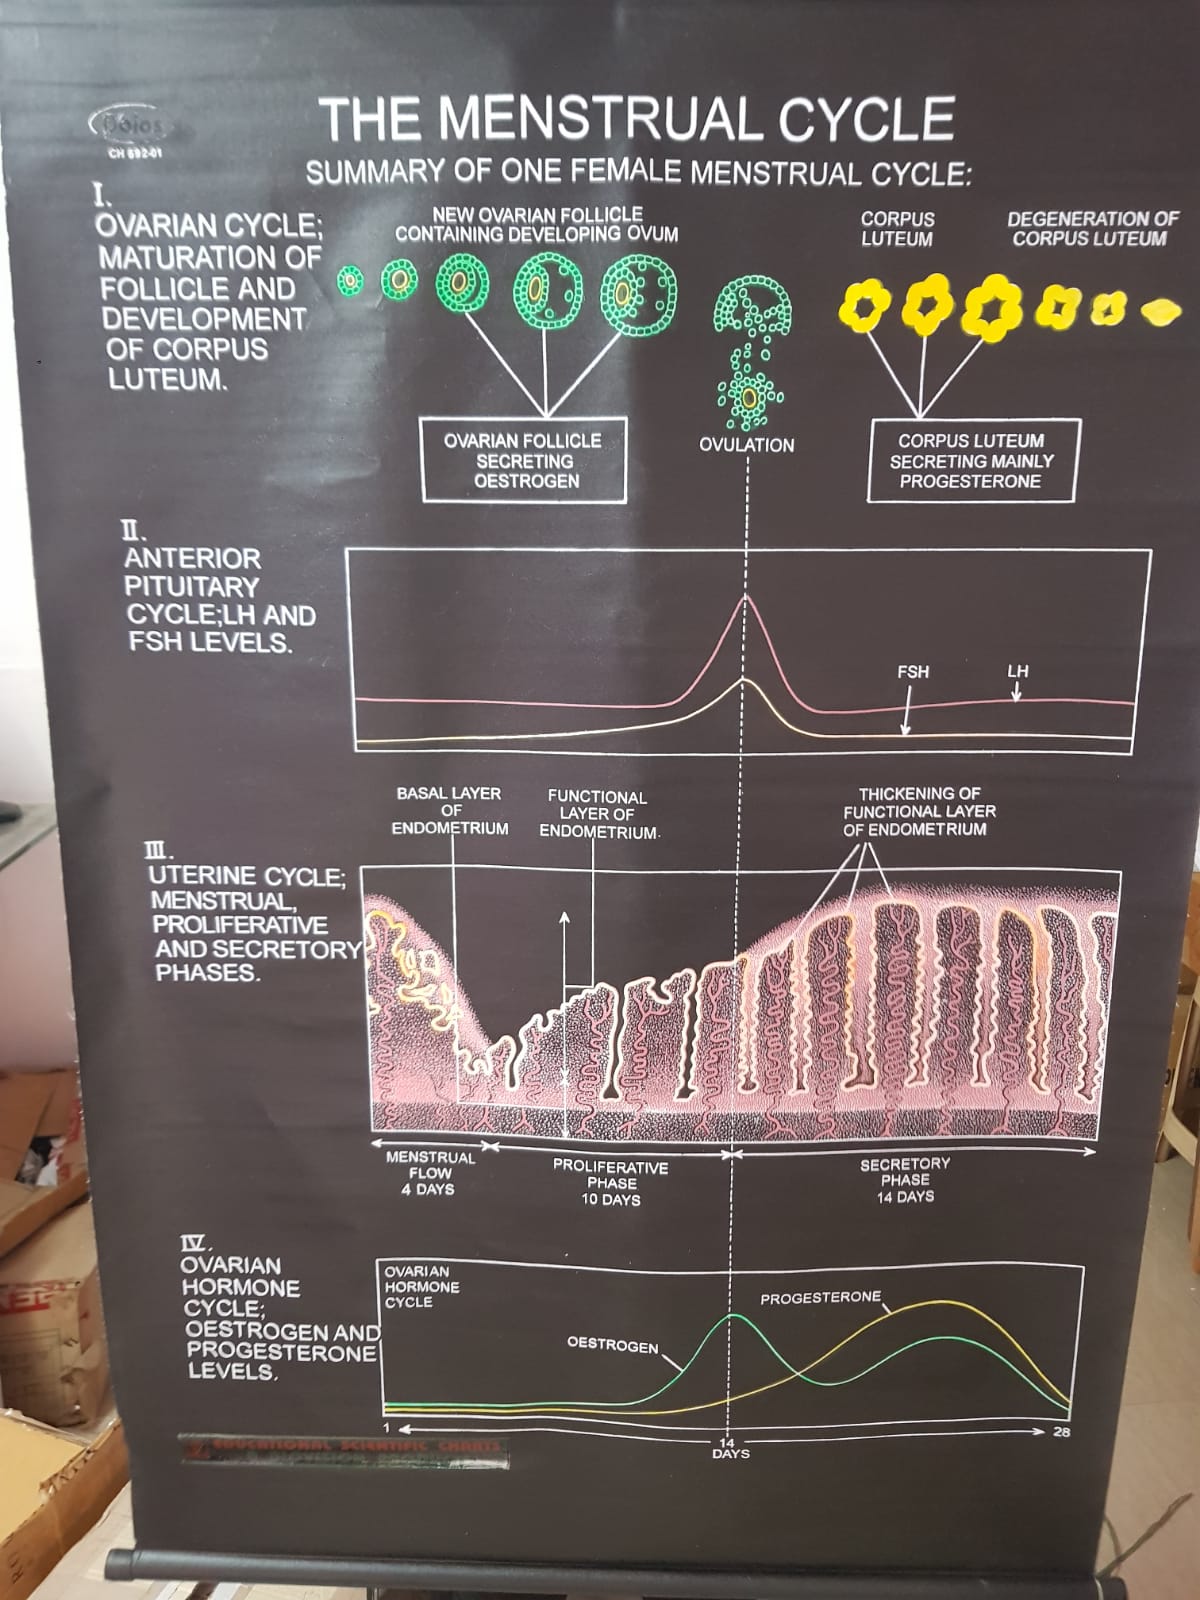 Dbios
CH 692-01
THE MENSTRUAL CYCLE
SUMMARY OF ONE FEMALE MENSTRUAL CYCLE:
I.
OVARIAN CYCLE;
MATURATION OF
FOLLICLE AND
DEVELOPMENT
OF CORPUS
LUTEUM.
NEW OVARIAN FOLLICLE
CONTAINING DEVELOPING OVUM
CORPUS
LUTEUM
DEGENERATION OF
CORPUS LUTEUM
OVARIAN FOLLICLE
SECRETING
OESTROGEN
OVULATION
CORPUS LUTEUM
SECRETING MAINLY
PROGESTERONE
II.
ANTERIOR
PITUITARY
CYCLE;LH AND
FSH LEVELS.
FSH
LH
BASAL LAYER
OF
ENDOMETRIUM
FUNCTIONAL
LAYER OF
ENDOMETRIUM.
THICKENING OF
FUNCTIONAL LAYER
OF ENDOMETRIUM
III.
UTERINE CYCLE;
MENSTRUAL,
PROLIFERATIVE
AND SECRETORY
PHASES.
MENSTRUAL
FLOW
4 DAYS
PROLIFERATIVE
PHASE
10 DAYS
SECRETORY
PHASE
14 DAYS
IV.
OVARIAN
HORMONE
CYCLE;
OESTROGEN AND
PROGESTERONE
LEVELS.
OVARIAN
HORMONE
CYCLE
OESTROGEN
PROGESTERONE
1
14
DAYS
28
EDUCATIONAL SCIENTIFIC CHARTS